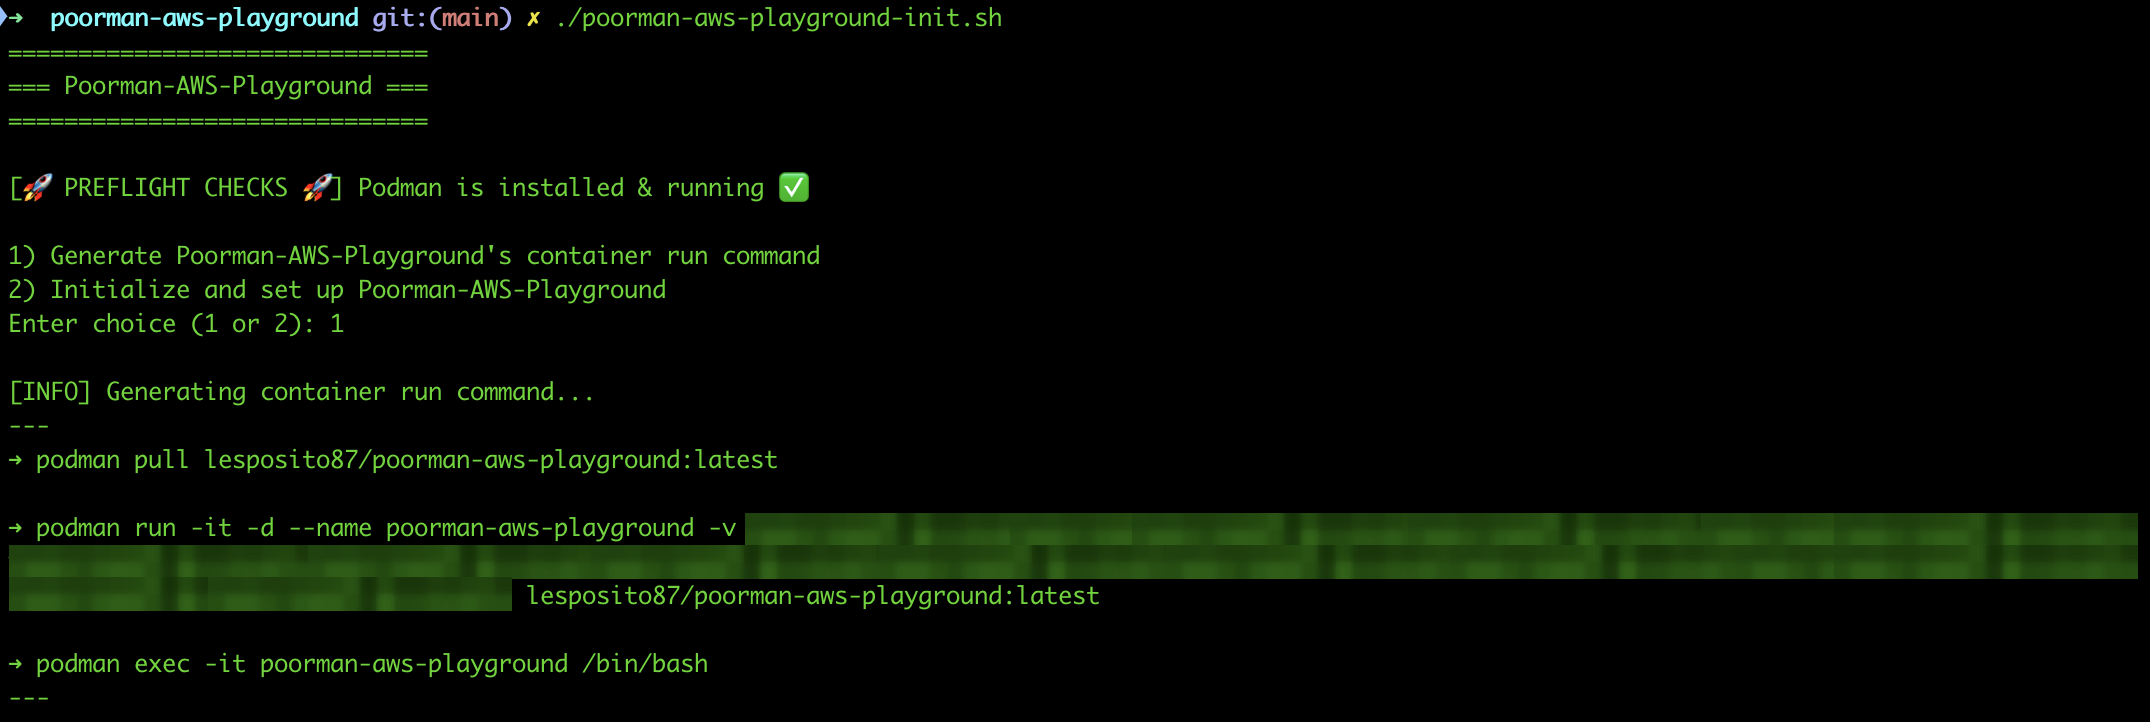 ➜  poorman-aws-playground git:(main) ✗ ./poorman-aws-playground-init.sh
==============================
=== Poorman-AWS-Playground ===
==============================
[🚀 PREFLIGHT CHECKS 🚀] Podman is installed & running ✅
1) Generate Poorman-AWS-Playground's container run command
2) Initialize and set up Poorman-AWS-Playground
Enter choice (1 or 2): 1
[INFO] Generating container run command...
---
➜ podman pull lesposito87/poorman-aws-playground:latest
➜ podman run -it -d --name poorman-aws-playground -v
lesposito87/poorman-aws-playground:latest
➜ podman exec -it poorman-aws-playground /bin/bash
---